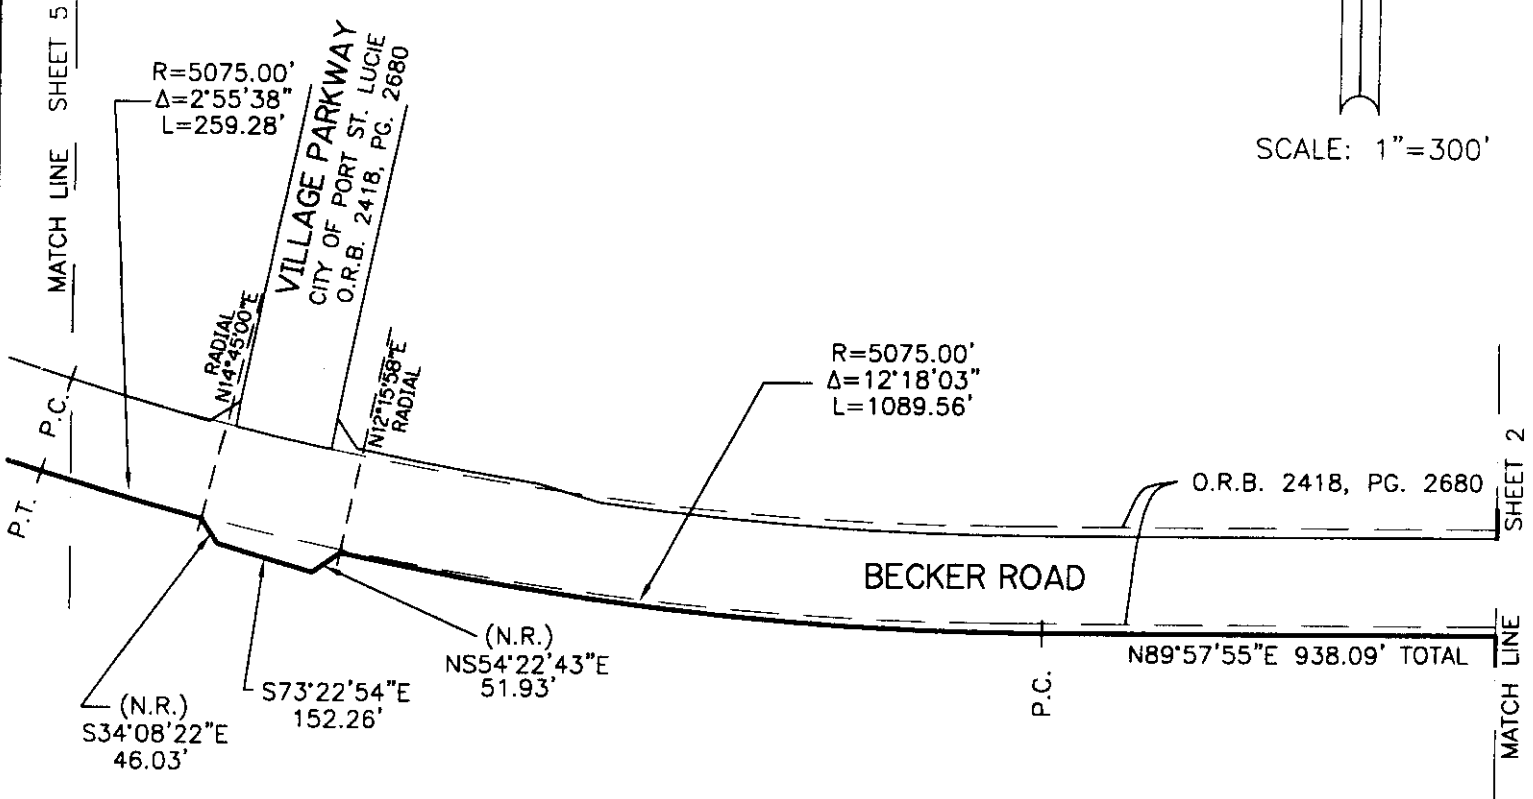 MATCH LINE SHEET 5
R=5075.00'
Δ=2°55'38"
L=259.28'
VILLAGE PARKWAY
CITY OF PORT ST. LUCIE
O.R.B. 2418, PG. 2680
SCALE: 1"=300'
RADIAL
N14°45'00"E
N12°15'58"E
RADIAL
R=5075.00'
Δ=12°18'03"
L=1089.56'
P.C.
P.T.
O.R.B. 2418, PG. 2680
BECKER ROAD
MATCH LINE SHEET 2
N89°57'55"E 938.09' TOTAL
P.C.
(N.R.)
NS54°22'43"E
51.93'
S73°22'54"E
152.26'
(N.R.)
S34°08'22"E
46.03'